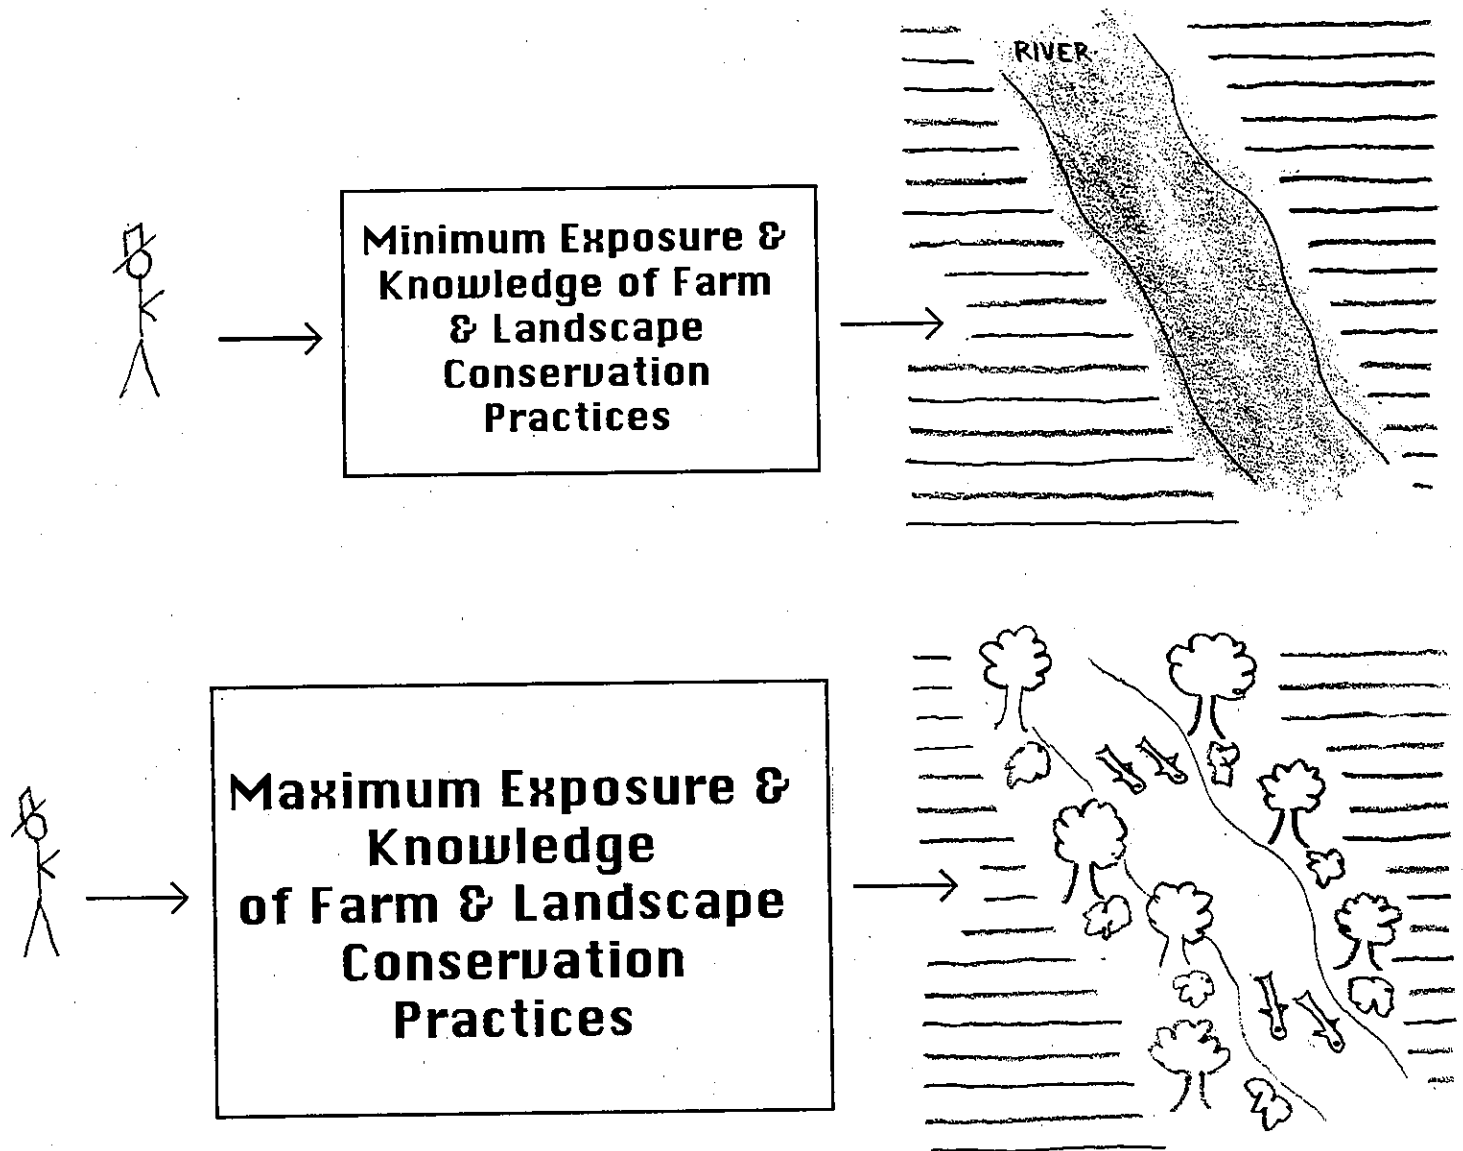 RIVER
Minimum Exposure &
Knowledge of Farm
& Landscape
Conservation
Practices
Maximum Exposure &
Knowledge
of Farm & Landscape
Conservation
Practices